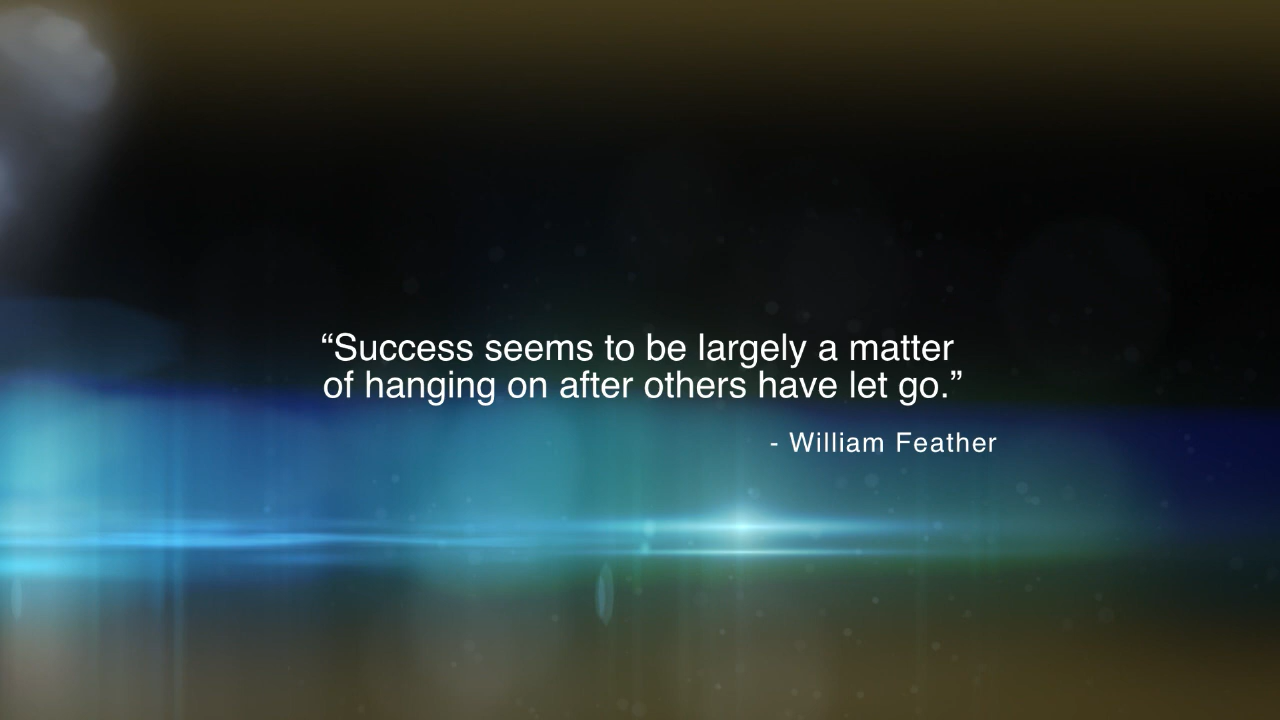 “Success seems to be largely a matter
of hanging on after others have let go.”
- William Feather